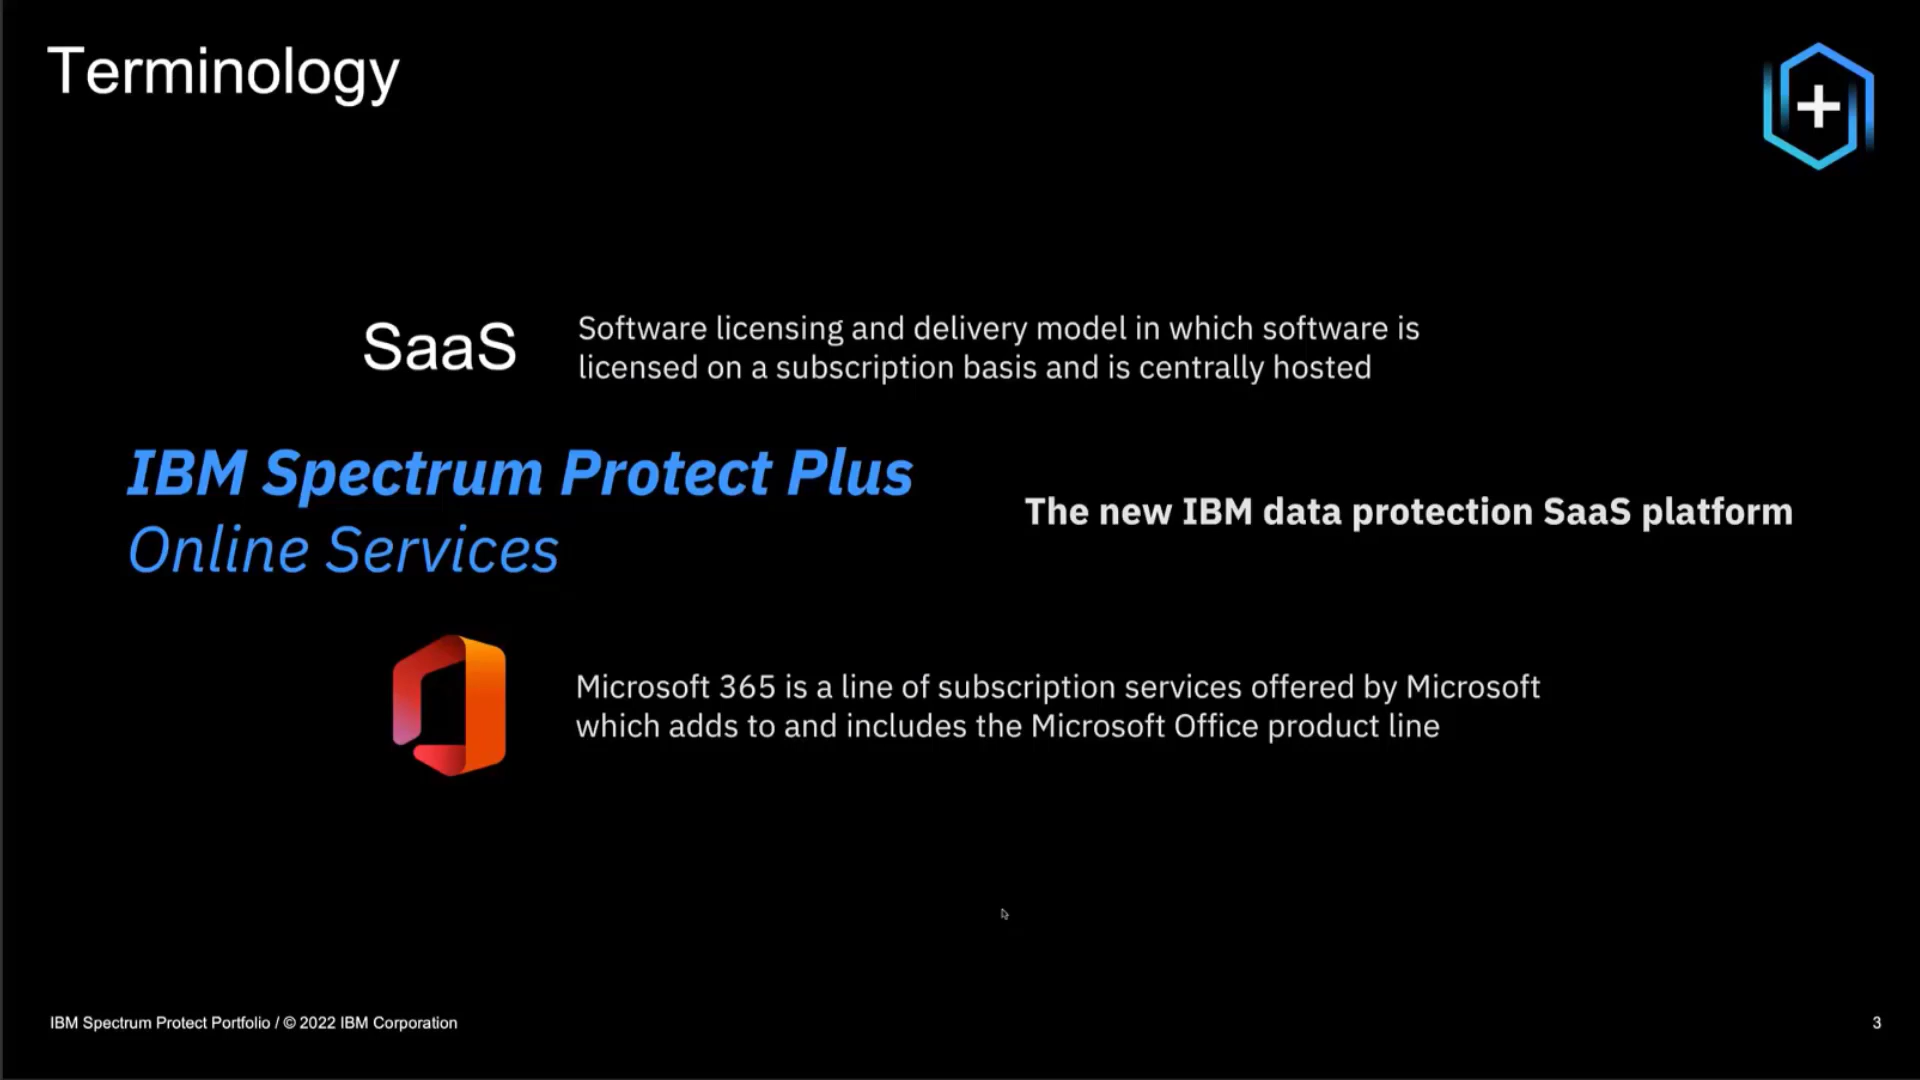 Terminology
SaaS
Software licensing and delivery model in which software is
licensed on a subscription basis and is centrally hosted
IBM Spectrum Protect Plus
Online Services
The new IBM data protection SaaS platform
Microsoft 365 is a line of subscription services offered by Microsoft
which adds to and includes the Microsoft Office product line
IBM Spectrum Protect Portfolio / © 2022 IBM Corporation
3